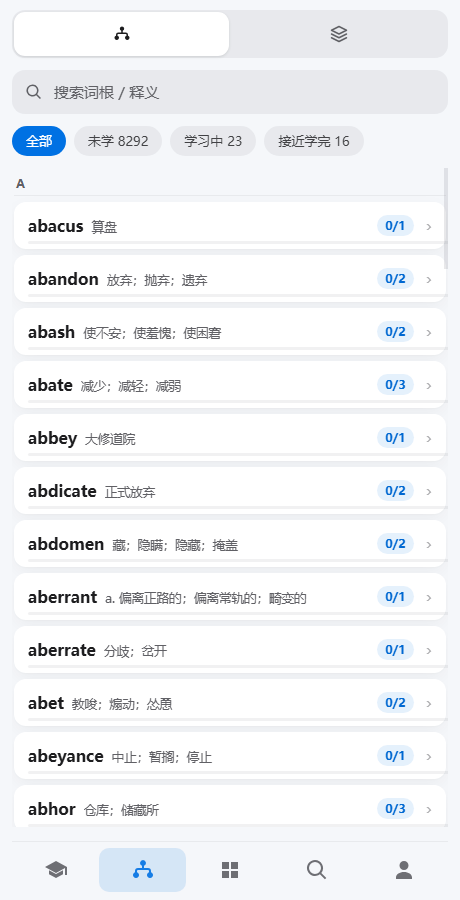 搜索词根 / 释义
全部 未学 8292 学习中 23 接近学完 16
A
abacus 算盘 0/1
abandon 放弃；抛弃；遗弃 0/2
abash 使不安；使羞愧；使困窘 0/2
abate 减少；减轻；减弱 0/3
abbey 大修道院 0/1
abdicate 正式放弃 0/2
abdomen 藏；隐瞒；隐藏；掩盖 0/2
aberrant a. 偏离正路的；偏离常轨的；畸变的 0/1
aberrate 分歧；岔开 0/1
abet 教唆；煽动；怂恿 0/2
abeyance 中止；暂搁；停止 0/1
abhor 仓库；储藏所 0/3